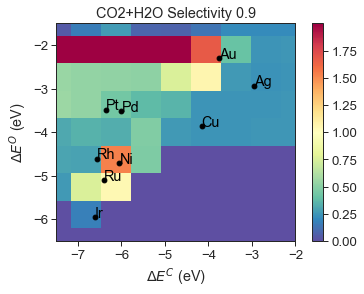 CO2+H2O Selectivity 0.9
ΔE^O (eV)
−2
−3
−4
−5
−6
Au
Ag
Pt Pd
Cu
Rh Ni
Ru
Ir
−7 −6 −5 −4 −3 −2
ΔE^C (eV)
1.75
1.50
1.25
1.00
0.75
0.50
0.25
0.00